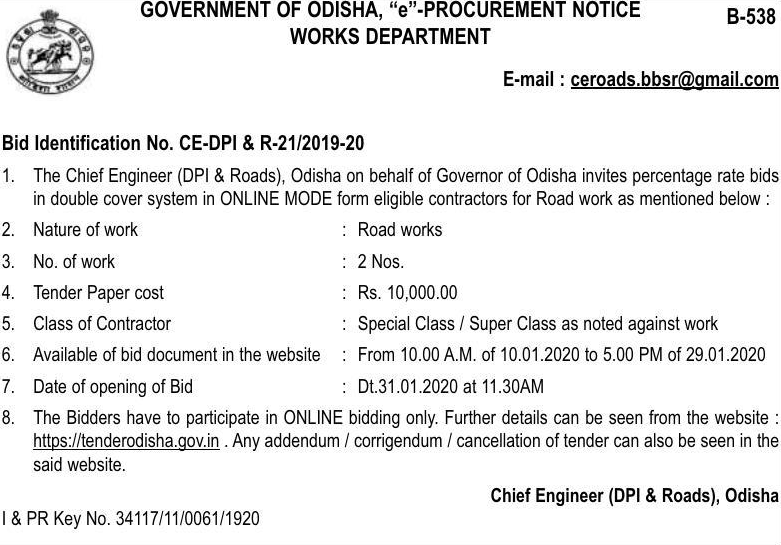 GOVERNMENT OF ODISHA, “e”-PROCUREMENT NOTICE
WORKS DEPARTMENT
B-538
E-mail : ceroads.bbsr@gmail.com
Bid Identification No. CE-DPI & R-21/2019-20
1. The Chief Engineer (DPI & Roads), Odisha on behalf of Governor of Odisha invites percentage rate bids
in double cover system in ONLINE MODE form eligible contractors for Road work as mentioned below :
2. Nature of work : Road works
3. No. of work : 2 Nos.
4. Tender Paper cost : Rs. 10,000.00
5. Class of Contractor : Special Class / Super Class as noted against work
6. Available of bid document in the website : From 10.00 A.M. of 10.01.2020 to 5.00 PM of 29.01.2020
7. Date of opening of Bid : Dt.31.01.2020 at 11.30AM
8. The Bidders have to participate in ONLINE bidding only. Further details can be seen from the website :
https://tenderodisha.gov.in . Any addendum / corrigendum / cancellation of tender can also be seen in the
said website.
Chief Engineer (DPI & Roads), Odisha
I & PR Key No. 34117/11/0061/1920